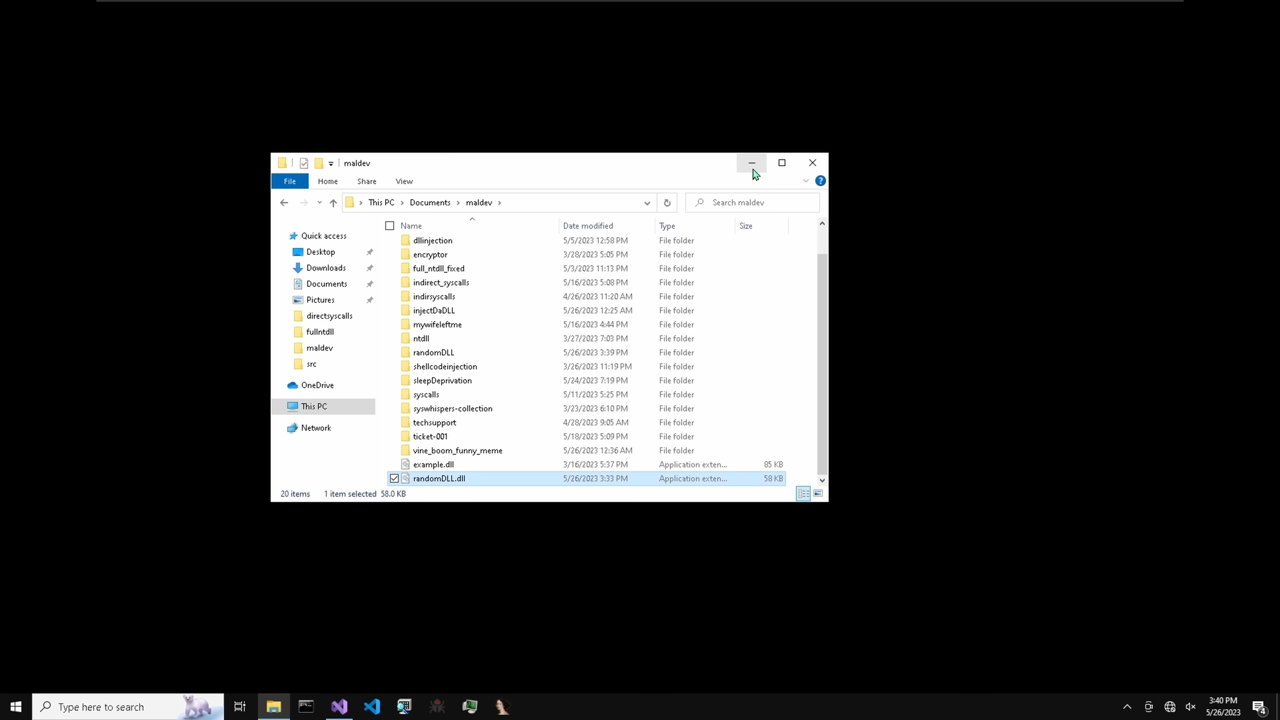 maldev
File Home Share View
This PC Documents maldev Search maldev
Name Date modified Type Size
Quick access
Desktop
Downloads
Documents
Pictures
directsyscalls
fullntdll
maldev
src
OneDrive
This PC
Network
dllinjection 5/5/2023 12:58 PM File folder
encryptor 3/28/2023 5:05 PM File folder
full_ntdll_fixed 5/3/2023 11:13 PM File folder
indirect_syscalls 5/16/2023 5:08 PM File folder
indirsyscalls 4/26/2023 11:20 AM File folder
injectDaDLL 5/26/2023 12:25 AM File folder
mywifeleftme 5/16/2023 4:44 PM File folder
ntdll 3/27/2023 7:03 PM File folder
randomDLL 5/26/2023 3:39 PM File folder
shellcodeinjection 3/26/2023 11:19 PM File folder
sleepDeprivation 5/24/2023 7:19 PM File folder
syscalls 5/11/2023 5:25 PM File folder
syswhispers-collection 3/23/2023 6:10 PM File folder
techsupport 4/28/2023 9:05 AM File folder
ticket-001 5/18/2023 5:09 PM File folder
vine_boom_funny_meme 5/26/2023 12:36 AM File folder
example.dll 3/16/2023 5:37 PM Application exten... 85 KB
randomDLL.dll 5/26/2023 3:33 PM Application exten... 58 KB
20 items 1 item selected 58.0 KB
Type here to search
3:40 PM
5/26/2023
4